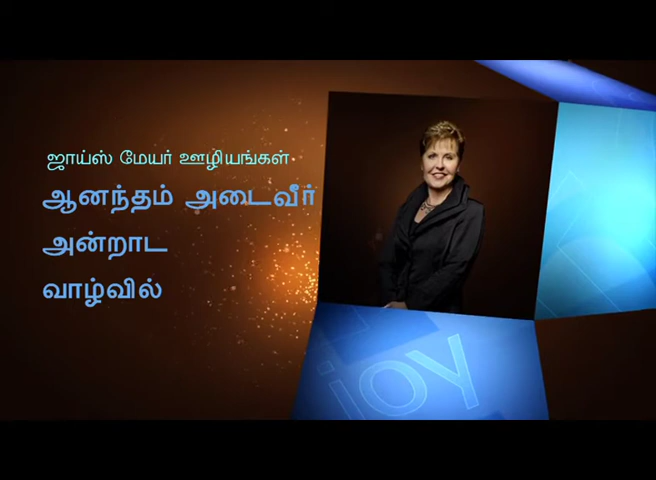 ஜாய்ஸ் மேயர் ஊழியங்கள்
ஆனந்தம் அடைவீர்
அன்றாட
வாழ்வில்
joy